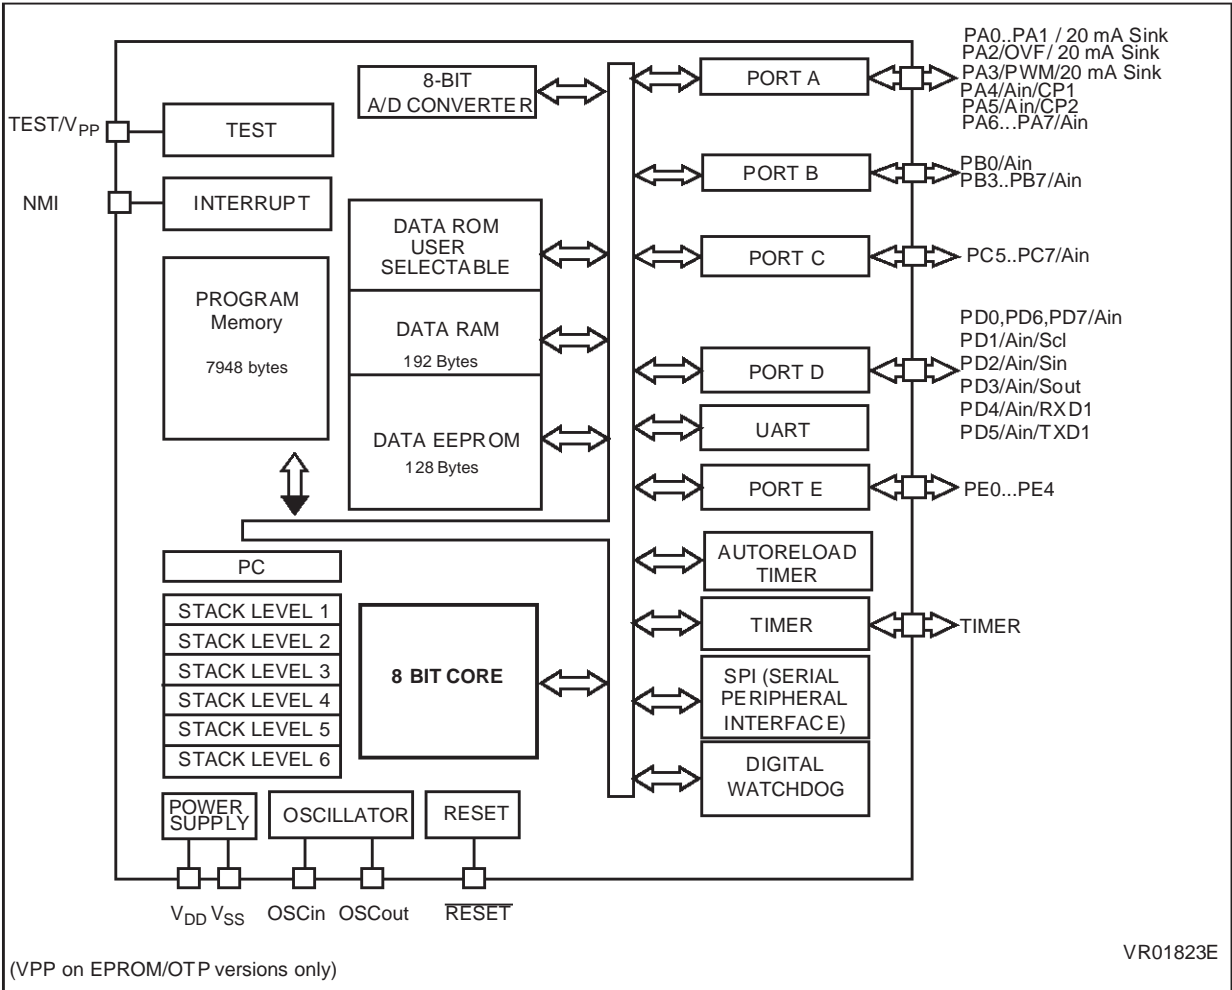 PA0..PA1 / 20 mA Sink
PA2/OVF/ 20 mA Sink
PA3/PWM/20 mA Sink
PA4/Ain/CP1
PA5/Ain/CP2
PA6...PA7/Ain
8-BIT
A/D CONVERTER
PORT A
TEST/VPP
TEST
PORT B
PB0/Ain
PB3..PB7/Ain
NMI
INTERRUPT
DATA ROM
USER
SELECTABLE
PORT C
PC5..PC7/Ain
PROGRAM
Memory
7948 bytes
DATA RAM
192 Bytes
PORT D
PD0,PD6,PD7/Ain
PD1/Ain/Scl
PD2/Ain/Sin
PD3/Ain/Sout
PD4/Ain/RXD1
PD5/Ain/TXD1
DATA EEPROM
128 Bytes
UART
PORT E
PE0...PE4
AUTORELOAD
TIMER
PC
STACK LEVEL 1
STACK LEVEL 2
STACK LEVEL 3
STACK LEVEL 4
STACK LEVEL 5
STACK LEVEL 6
8 BIT CORE
TIMER
TIMER
SPI (SERIAL
PERIPHERAL
INTERFACE)
DIGITAL
WATCHDOG
POWER
SUPPLY
OSCILLATOR
RESET
VDD VSS
OSCin
OSCout
RESET
(VPP on EPROM/OTP versions only)
VR01823E